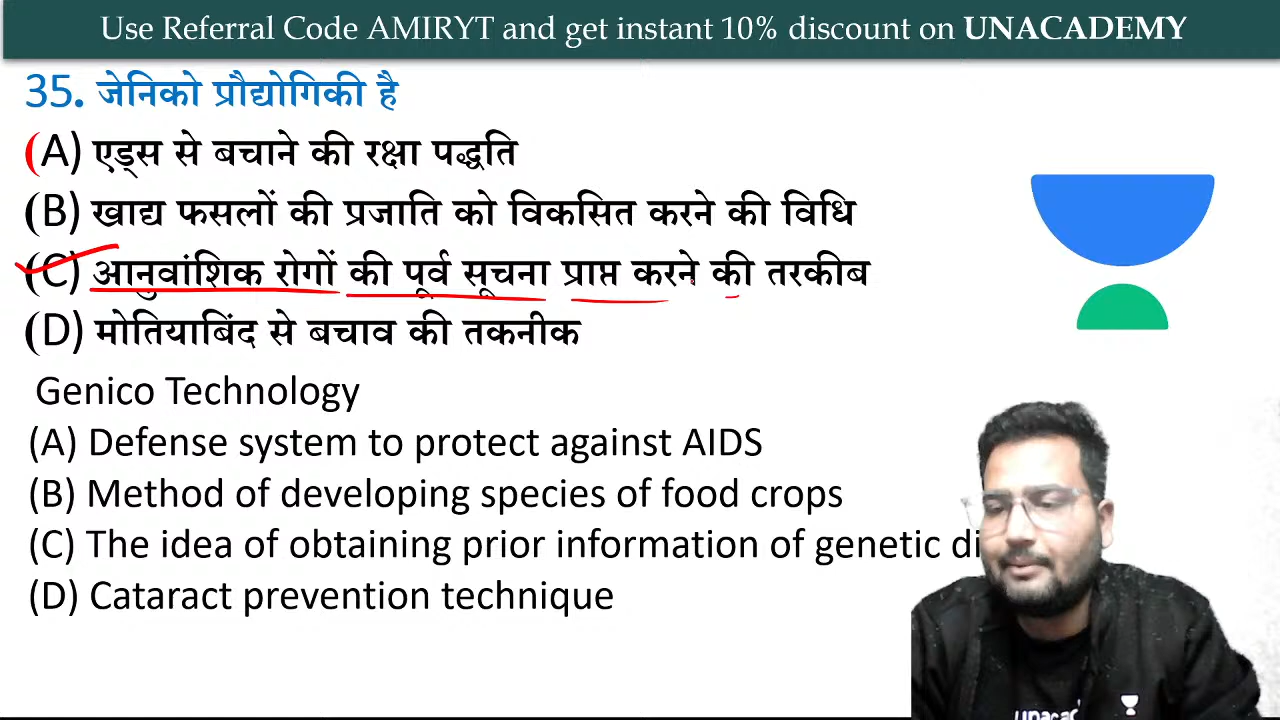 Use Referral Code AMIRYT and get instant 10% discount on UNACADEMY
35. जेनिको प्रौद्योगिकी है
(A) एड्स से बचाने की रक्षा पद्धति
(B) खाद्य फसलों की प्रजाति को विकसित करने की विधि
(C) आनुवांशिक रोगों की पूर्व सूचना प्राप्त करने की तरकीब
(D) मोतियाबिंद से बचाव की तकनीक
Genico Technology
(A) Defense system to protect against AIDS
(B) Method of developing species of food crops
(C) The idea of obtaining prior information of genetic di
(D) Cataract prevention technique
unacad